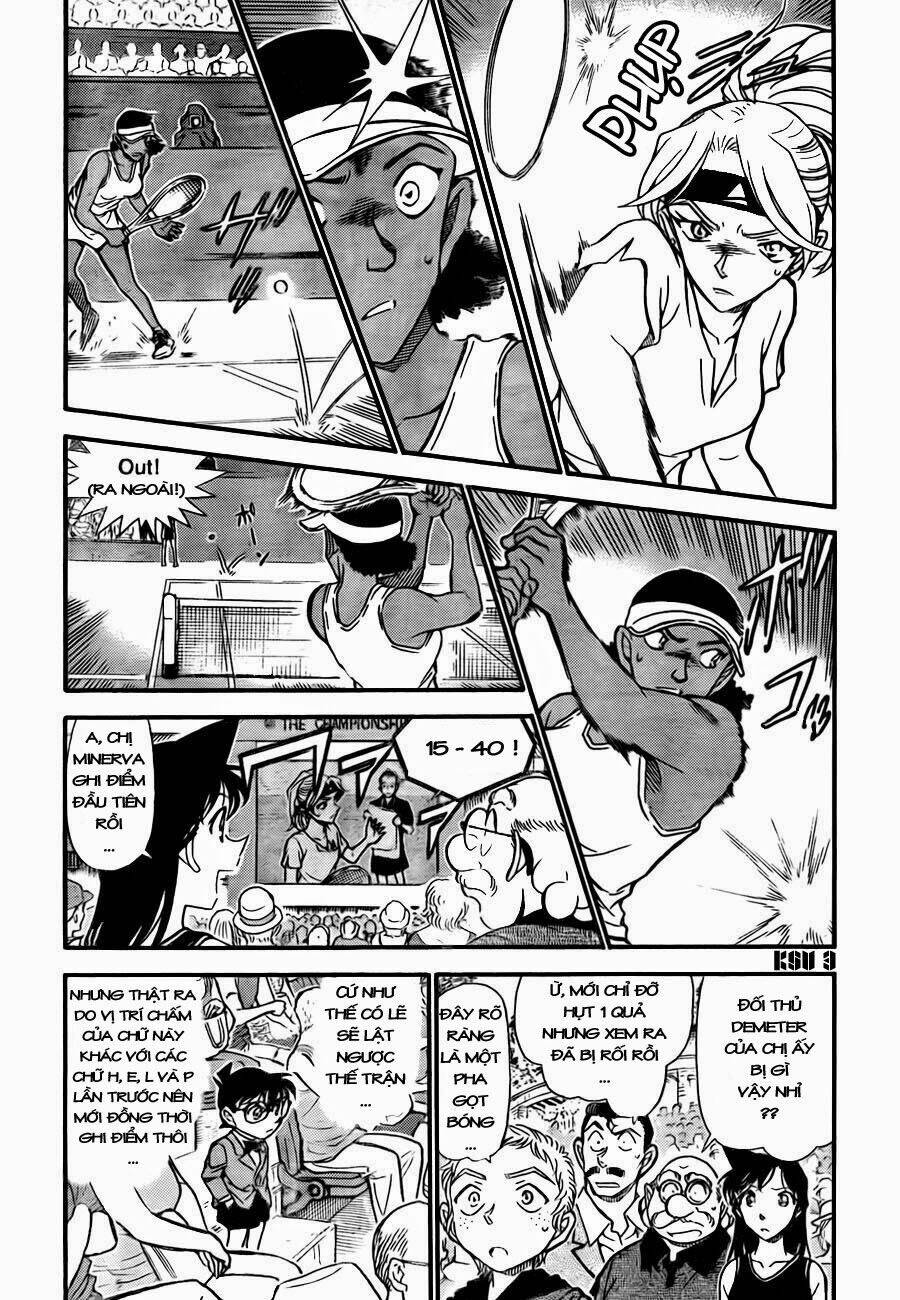 PHỤP
Out!
(RA NGOÀI!)
THE CHAMPIONSH
15 - 40 !
A, CHỊ
MINERVA
GHI ĐIỂM
ĐẦU TIÊN
RỒI
...
KSV 3
ĐỐI THỦ
DEMETER
CỦA CHỊ ẤY
BỊ GÌ
VẬY NHỈ
??
Ừ, MỚI CHỈ ĐỠ
HỤT 1 QUẢ
NHƯNG XEM RA
ĐÃ BỊ RỐI RỒI
...
ĐÂY RÕ
RÀNG
LÀ MỘT
PHA
GỌT
BÓNG
...
CỨ NHƯ
THẾ CÓ LẼ
SẼ LẬT
NGƯỢC
THẾ TRẬN
...
NHƯNG THẬT RA
DO VỊ TRÍ CHẤM
CỦA CHỮ NÀY
KHÁC VỚI CÁC
CHỮ H, E, L VÀ P
LẦN TRƯỚC NÊN
MỚI ĐỒNG THỜI
GHI ĐIỂM THÔI
...